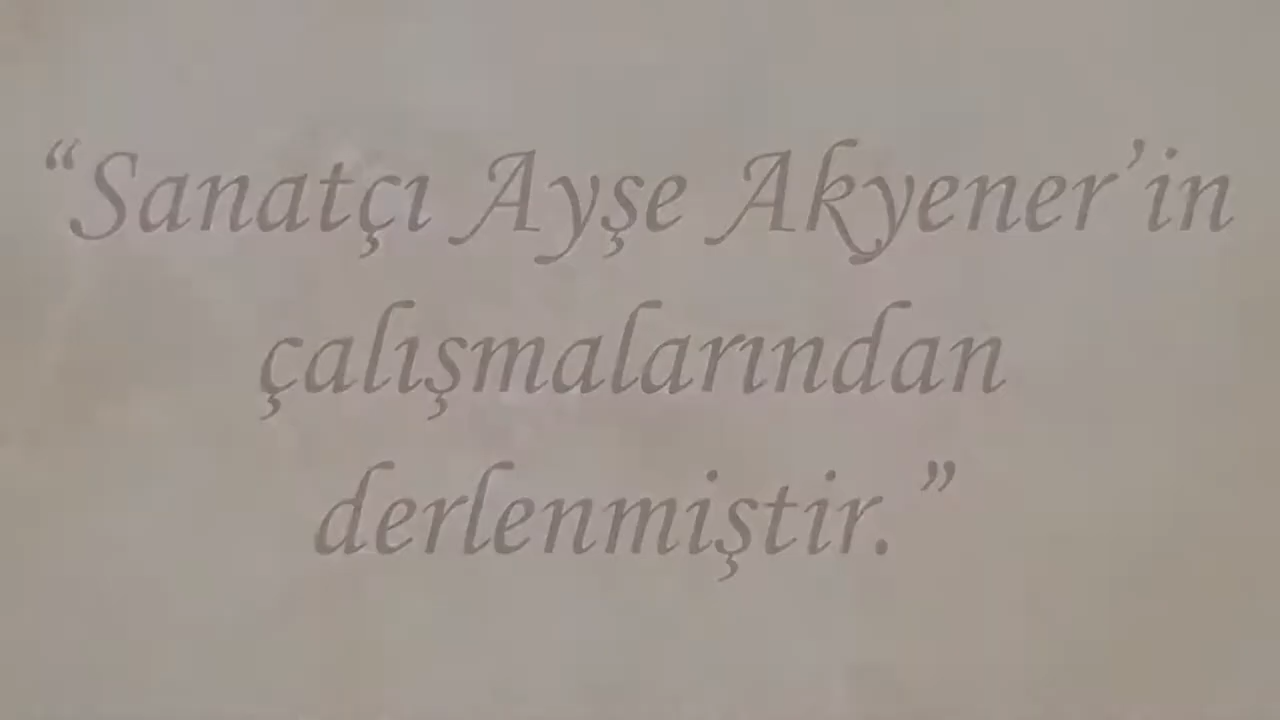 “Sanatçı Ayşe Akyener’in
çalışmalarından
derlenmiştir.”